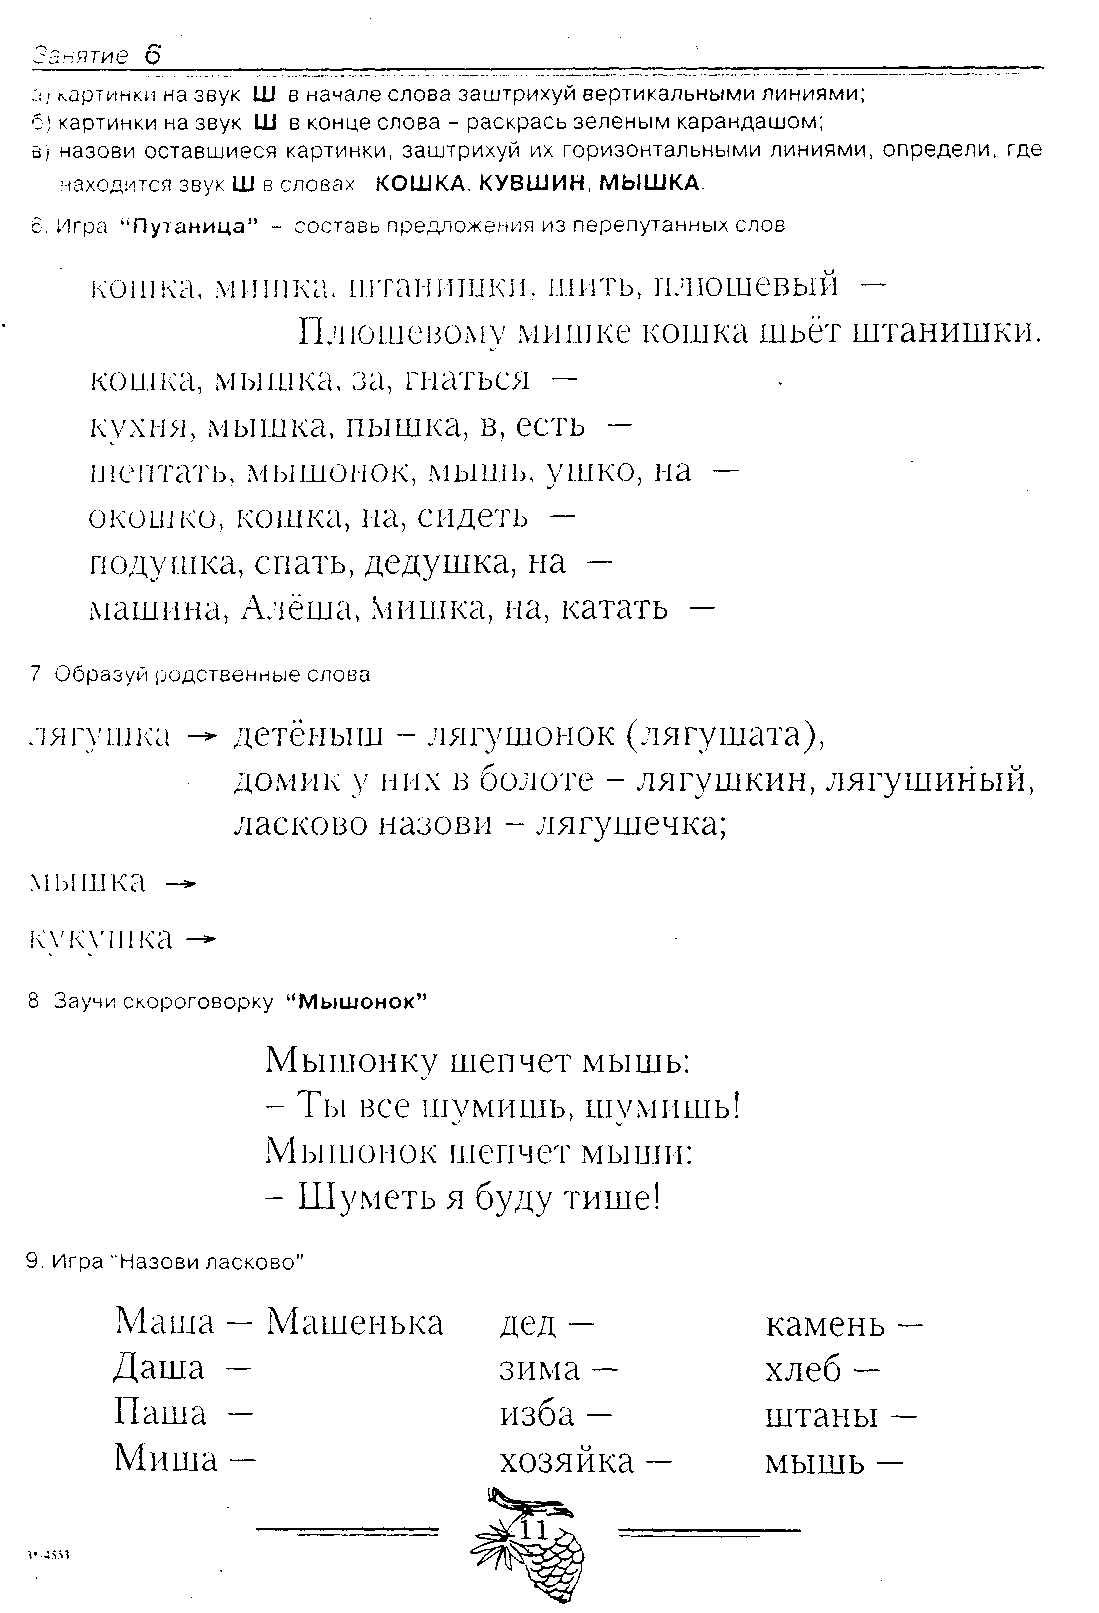 Занятие 6
а) картинки на звук Ш в начале слова заштрихуй вертикальными линиями;
б) картинки на звук Ш в конце слова – раскрась зеленым карандашом;
в) назови оставшиеся картинки, заштрихуй их горизонтальными линиями, определи, где
находится звук Ш в словах КОШКА, КУВШИН, МЫШКА.
6. Игра "Путаница" – составь предложения из перепутанных слов
кошка, мишка, штанишки, шить, плюшевый —
Плюшевому мишке кошка шьёт штанишки.
кошка, мышка, за, гнаться —
кухня, мышка, пышка, в, есть —
шептать, мышонок, мышь, ушко, на —
окошко, кошка, на, сидеть —
подушка, спать, дедушка, на —
машина, Алёша, Мишка, на, катать —
7 Образуй родственные слова
лягушка → детёныш – лягушонок (лягушата),
домик у них в болоте – лягушкин, лягушиный,
ласково назови – лягушечка;
мышка →
кукушка →
8 Заучи скороговорку "Мышонок"
Мышонку шепчет мышь:
– Ты все шумишь, шумишь!
Мышонок шепчет мыши:
– Шуметь я буду тише!
9. Игра "Назови ласково"
Маша — Машенька дед — камень —
Даша — зима — хлеб —
Паша — изба — штаны —
Миша — хозяйка — мышь —
11
3*-4553